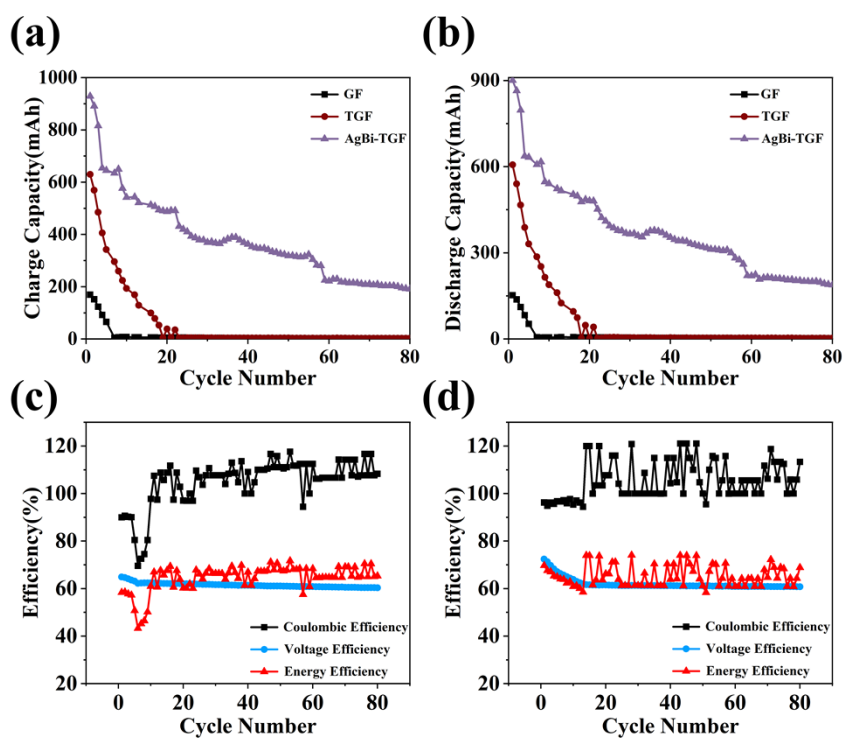 (a)
1000
800
600
400
200
0
Charge Capacity(mAh)
GF
TGF
AgBi-TGF
0 20 40 60 80
Cycle Number
(b)
900
600
300
0
Discharge Capacity(mAh)
GF
TGF
AgBi-TGF
0 20 40 60 80
Cycle Number
(c)
120
100
80
60
40
20
Efficiency(%)
Coulombic Efficiency
Voltage Efficiency
Energy Efficiency
0 20 40 60 80
Cycle Number
(d)
120
100
80
60
40
20
Efficiency(%)
Coulombic Efficiency
Voltage Efficiency
Energy Efficiency
0 20 40 60 80
Cycle Number